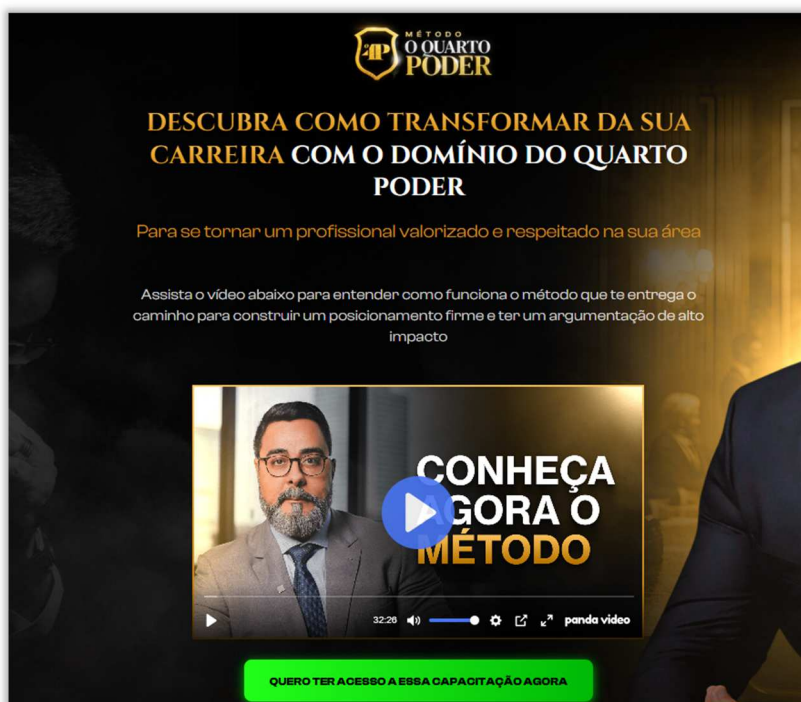 MÉTODO
O QUARTO
PODER
DESCUBRA COMO TRANSFORMAR DA SUA
CARREIRA COM O DOMÍNIO DO QUARTO
PODER
Para se tornar um profissional valorizado e respeitado na sua área
Assista o vídeo abaixo para entender como funciona o método que te entrega o
caminho para construir um posicionamento firme e ter um argumentação de alto
impacto
CONHEÇA
AGORA O
MÉTODO
32:26
panda video
QUERO TER ACESSO A ESSA CAPACITAÇÃO AGORA